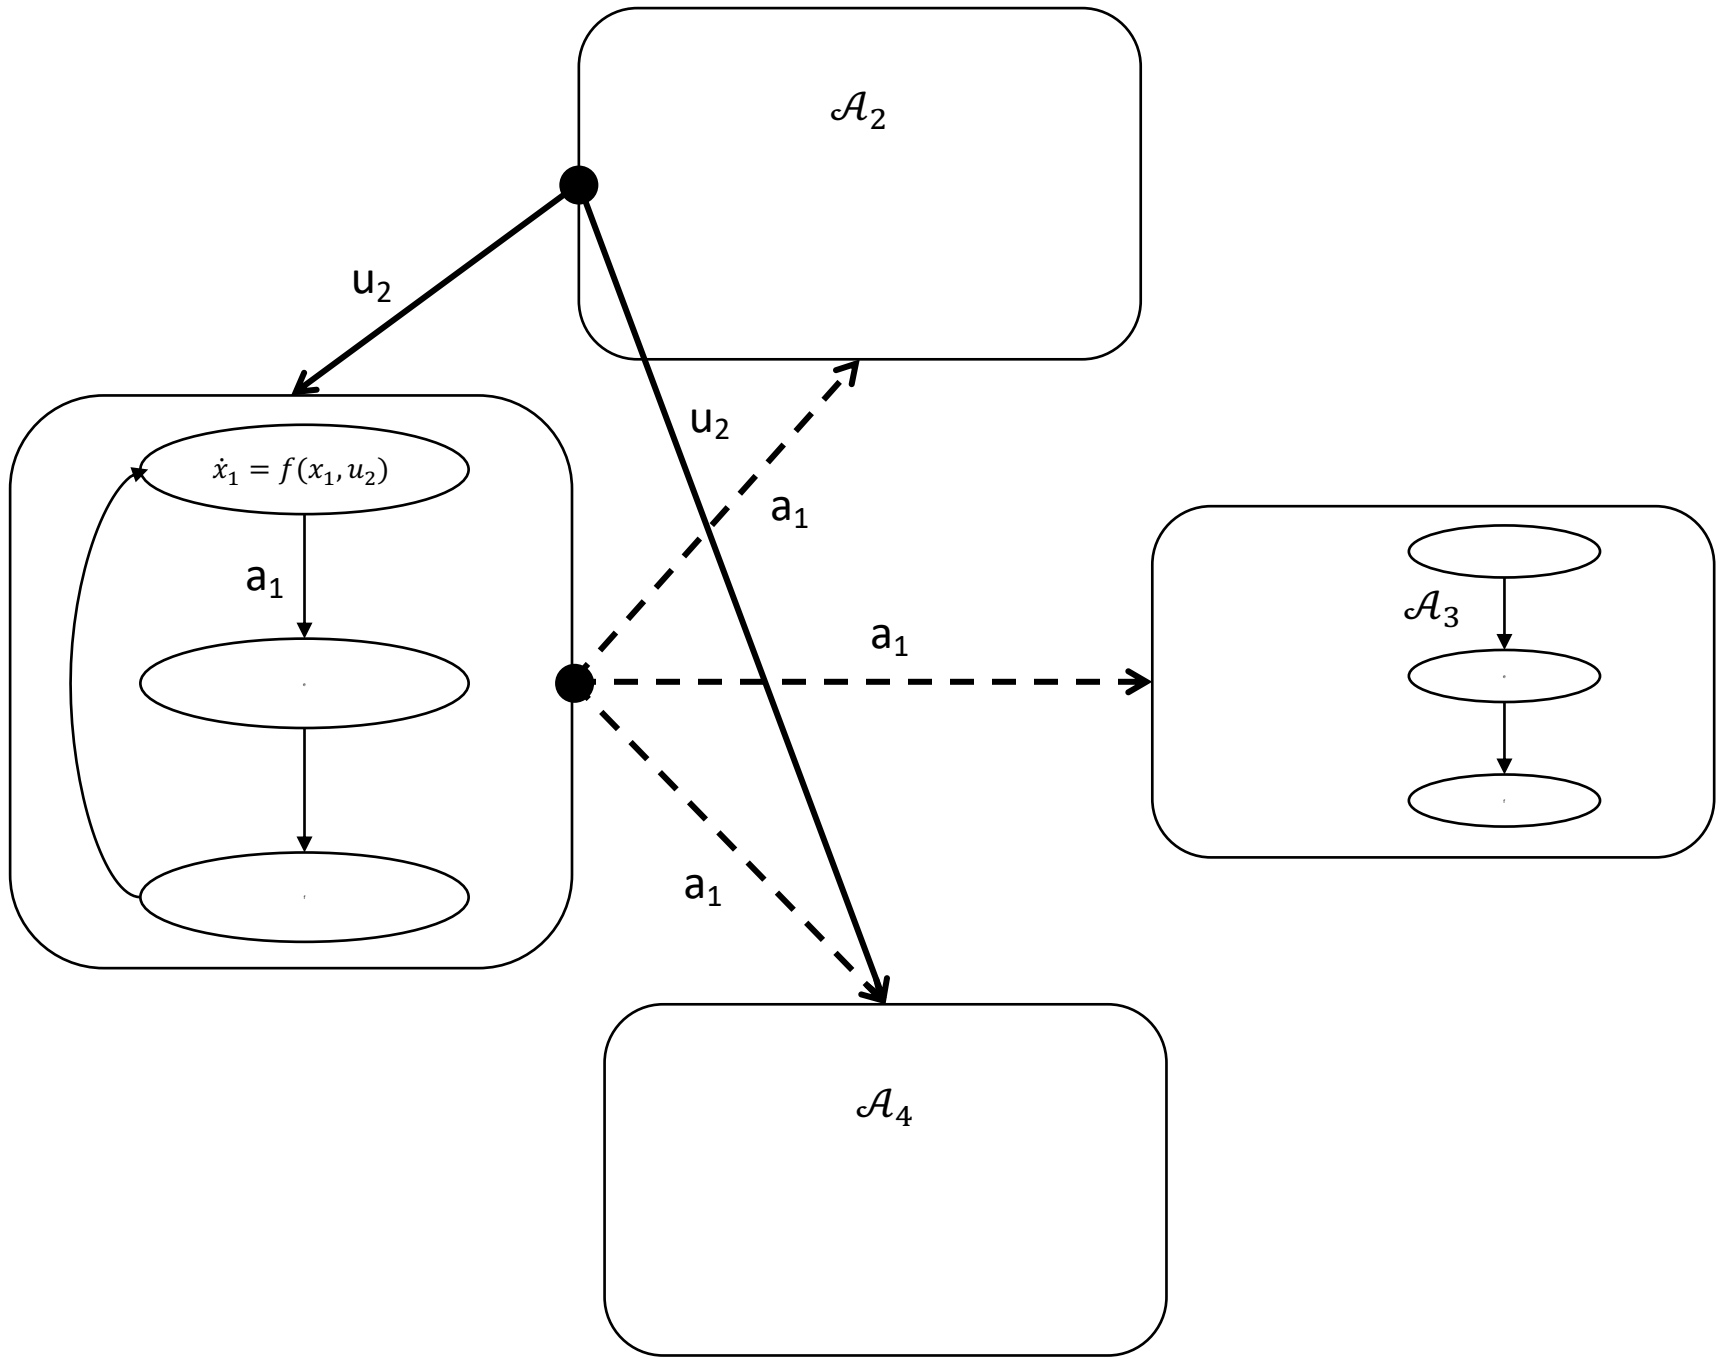 𝒜₂
u₂
u₂
ẋ₁ = f(x₁, u₂)
a₁
a₁
a₁
𝒜₃
a₁
𝒜₄